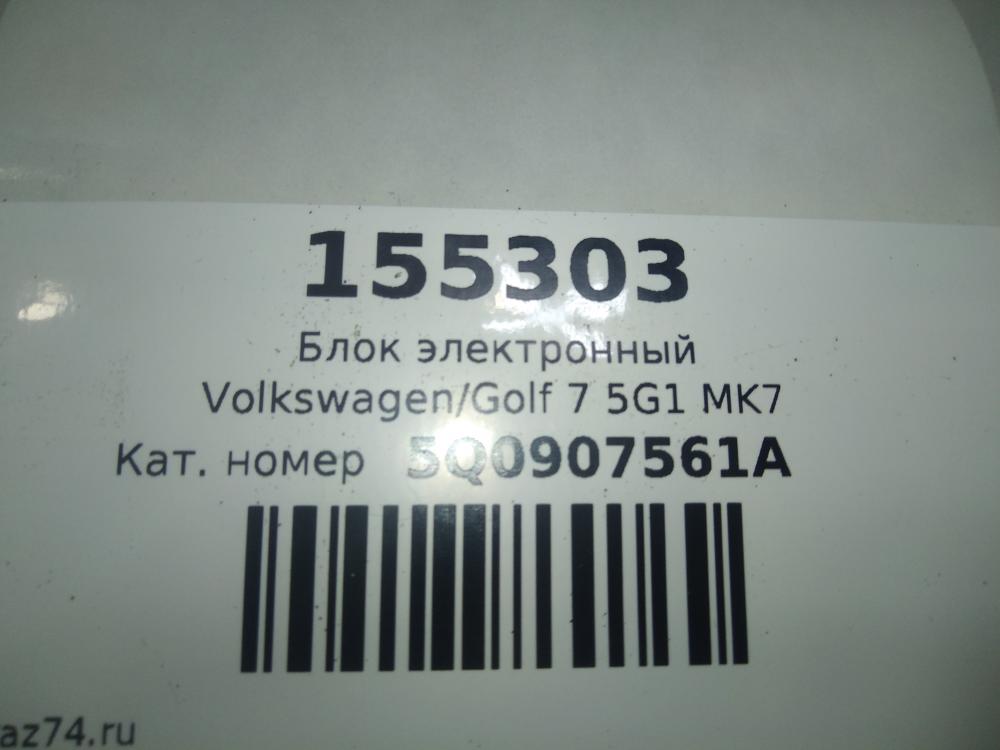 155303
Блок электронный
Volkswagen/Golf 7 5G1 MK7
Кат. номер 5Q0907561A
az74.ru